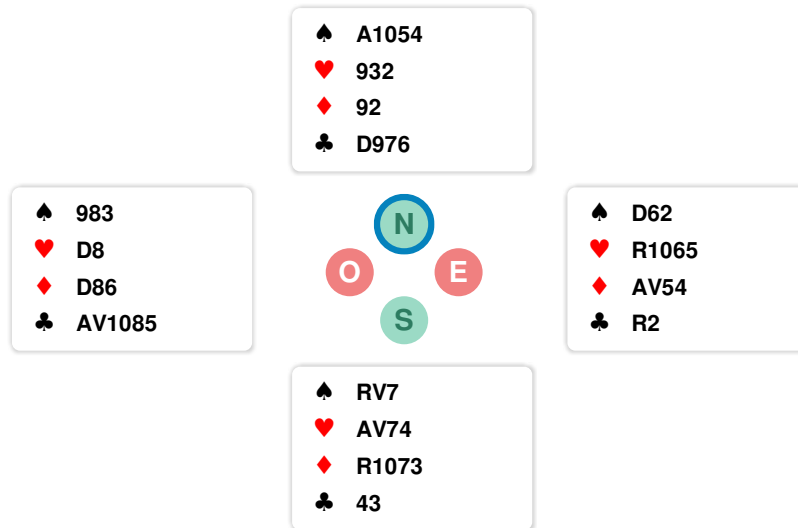 ♠ A1054
♥ 932
♦ 92
♣ D976
♠ 983
♥ D8
♦ D86
♣ AV1085
N
O E
S
♠ D62
♥ R1065
♦ AV54
♣ R2
♠ RV7
♥ AV74
♦ R1073
♣ 43